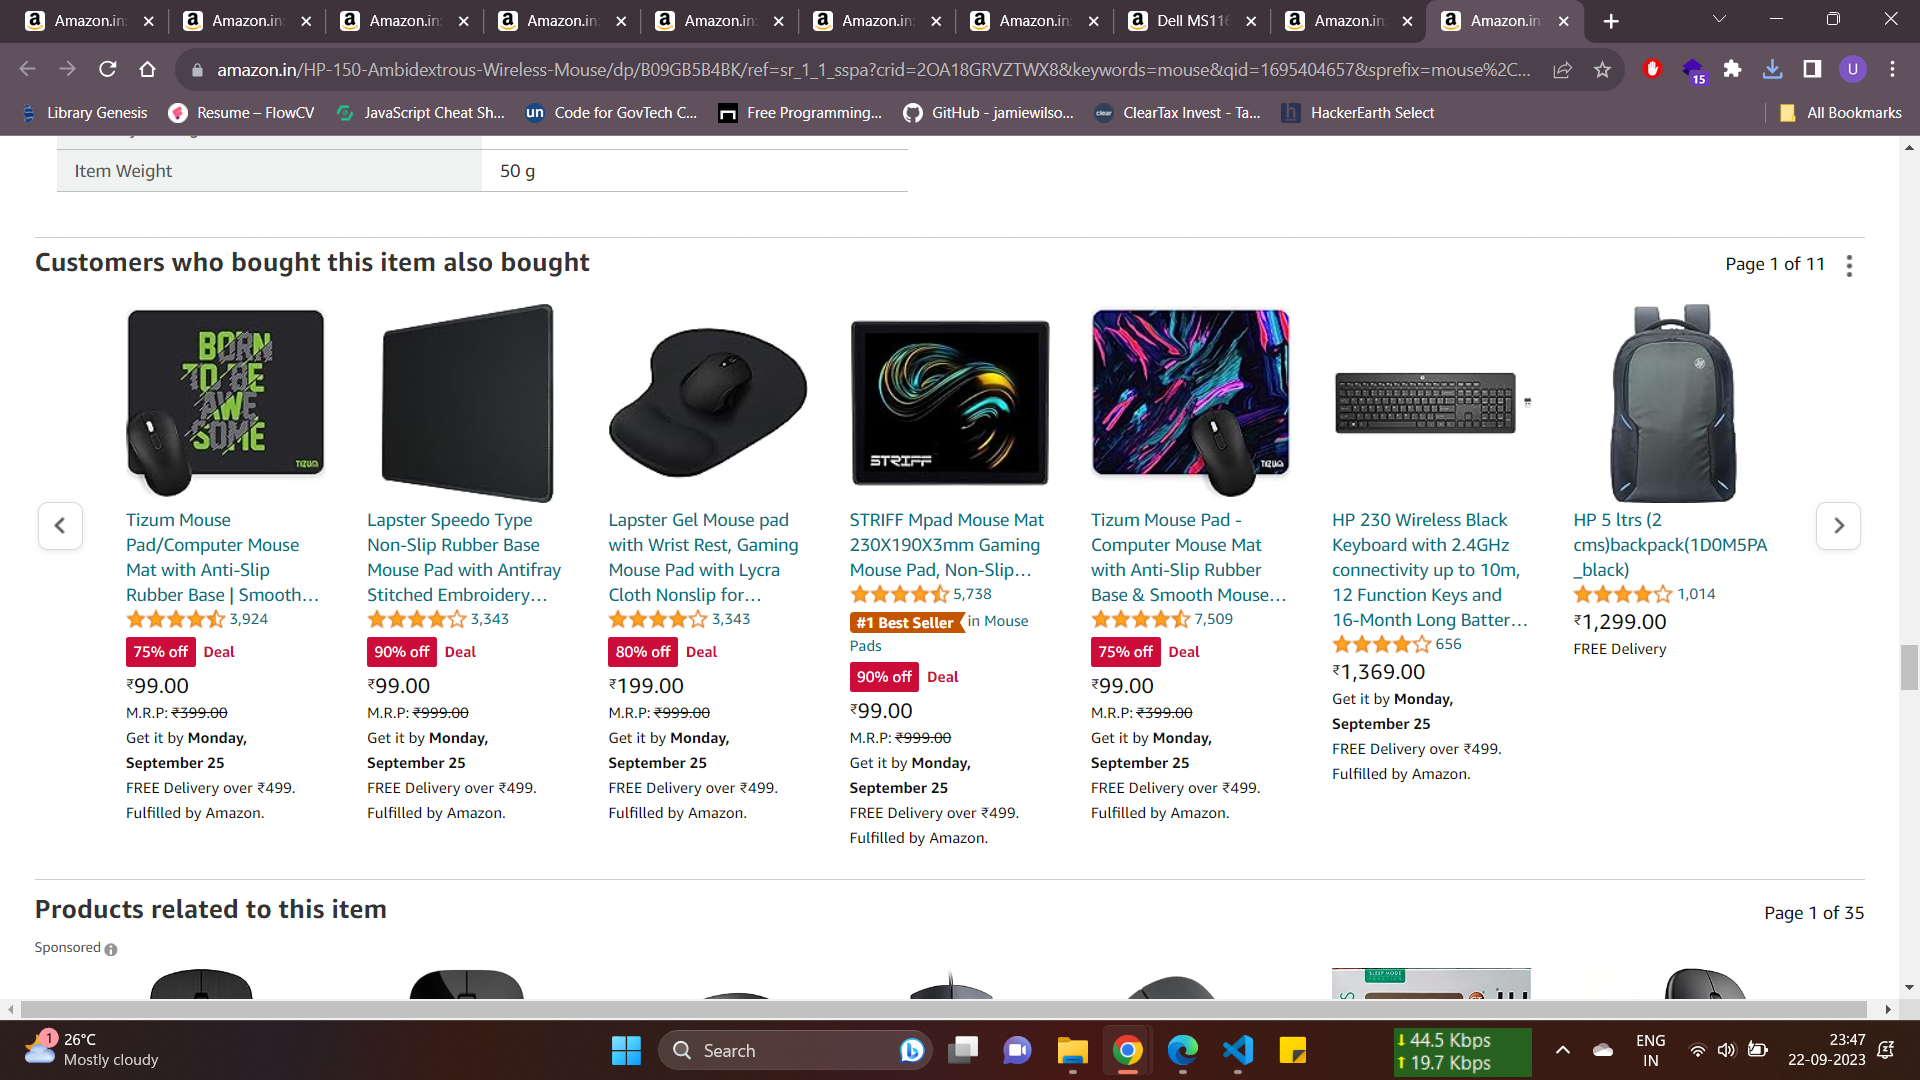 Amazon.in:
Amazon.in:
Amazon.in:
Amazon.in:
Amazon.in:
Amazon.in:
Amazon.in:
Dell MS116
Amazon.in:
Amazon.in:
amazon.in/HP-150-Ambidextrous-Wireless-Mouse/dp/B09GB5B4BK/ref=sr_1_1_sspa?crid=2OA18GRVZTWX8&keywords=mouse&qid=1695404657&sprefix=mouse%2C...
15
U
Library Genesis
Resume – FlowCV
JavaScript Cheat Sh...
un
Code for GovTech C...
Free Programming...
GitHub - jamiewilso...
clear
ClearTax Invest - Ta...
h
HackerEarth Select
All Bookmarks
Item Weight 50 g
Customers who bought this item also bought
Page 1 of 11
BORN
TO BE
AWE
SOME
TIZUM
Tizum Mouse
Pad/Computer Mouse
Mat with Anti-Slip
Rubber Base | Smooth...
3,924
75% off Deal
₹99.00
M.R.P: ₹399.00
Get it by Monday,
September 25
FREE Delivery over ₹499.
Fulfilled by Amazon.
Lapster Speedo Type
Non-Slip Rubber Base
Mouse Pad with Antifray
Stitched Embroidery...
3,343
90% off Deal
₹99.00
M.R.P: ₹999.00
Get it by Monday,
September 25
FREE Delivery over ₹499.
Fulfilled by Amazon.
Lapster Gel Mouse pad
with Wrist Rest, Gaming
Mouse Pad with Lycra
Cloth Nonslip for...
3,343
80% off Deal
₹199.00
M.R.P: ₹999.00
Get it by Monday,
September 25
FREE Delivery over ₹499.
Fulfilled by Amazon.
STRIFF
STRIFF Mpad Mouse Mat
230X190X3mm Gaming
Mouse Pad, Non-Slip...
5,738
#1 Best Seller in Mouse
Pads
90% off Deal
₹99.00
M.R.P: ₹999.00
Get it by Monday,
September 25
FREE Delivery over ₹499.
Fulfilled by Amazon.
TIZUM
Tizum Mouse Pad -
Computer Mouse Mat
with Anti-Slip Rubber
Base & Smooth Mouse...
7,509
75% off Deal
₹99.00
M.R.P: ₹399.00
Get it by Monday,
September 25
FREE Delivery over ₹499.
Fulfilled by Amazon.
HP 230 Wireless Black
Keyboard with 2.4GHz
connectivity up to 10m,
12 Function Keys and
16-Month Long Batter...
656
₹1,369.00
Get it by Monday,
September 25
FREE Delivery over ₹499.
Fulfilled by Amazon.
hp
HP 5 ltrs (2
cms)backpack(1D0M5PA
_black)
1,014
₹1,299.00
FREE Delivery
Products related to this item
Page 1 of 35
Sponsored
SLEEP MODE
1
26°C
Mostly cloudy
Search
44.5 Kbps
19.7 Kbps
ENG
IN
23:47
22-09-2023